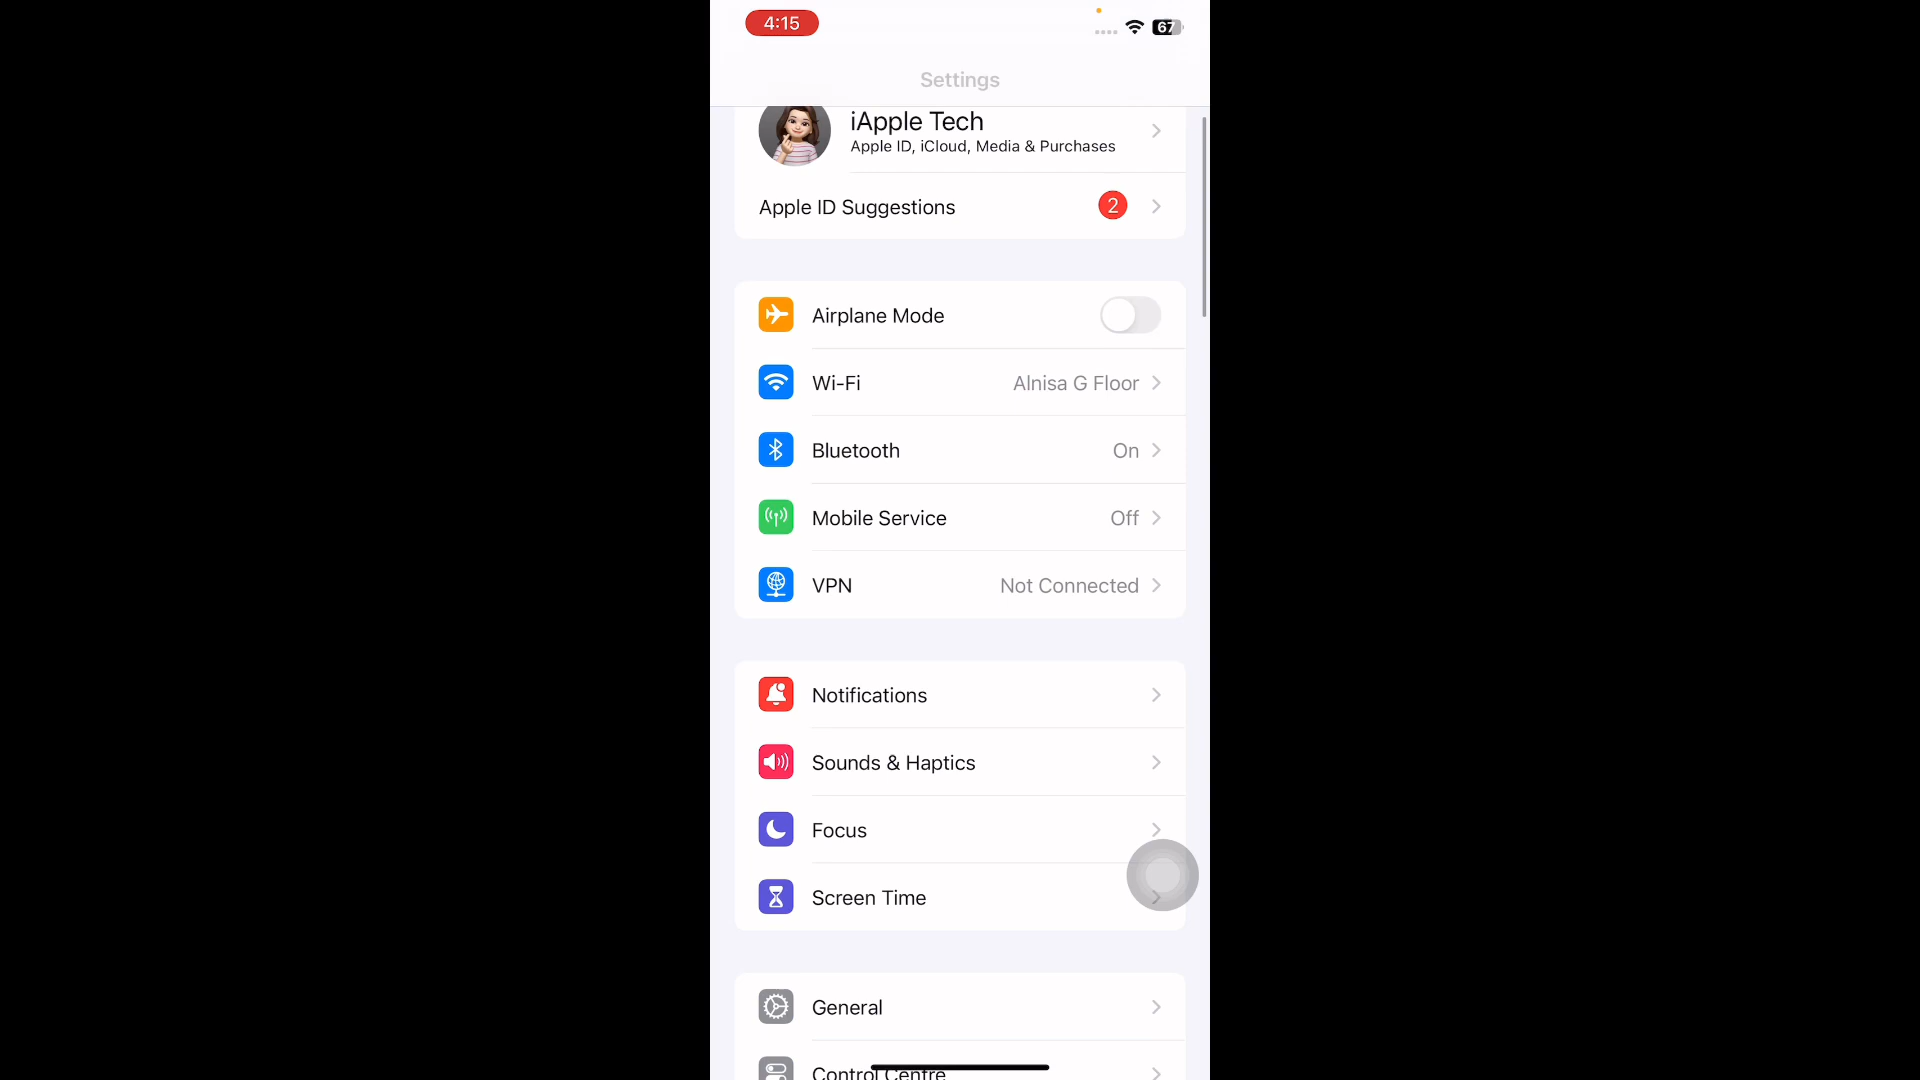 4:15
67
Settings
iApple Tech
Apple ID, iCloud, Media & Purchases
Apple ID Suggestions 2
Airplane Mode
Wi-Fi Alnisa G Floor
Bluetooth On
Mobile Service Off
VPN Not Connected
Notifications
Sounds & Haptics
Focus
Screen Time
General
Control Centre